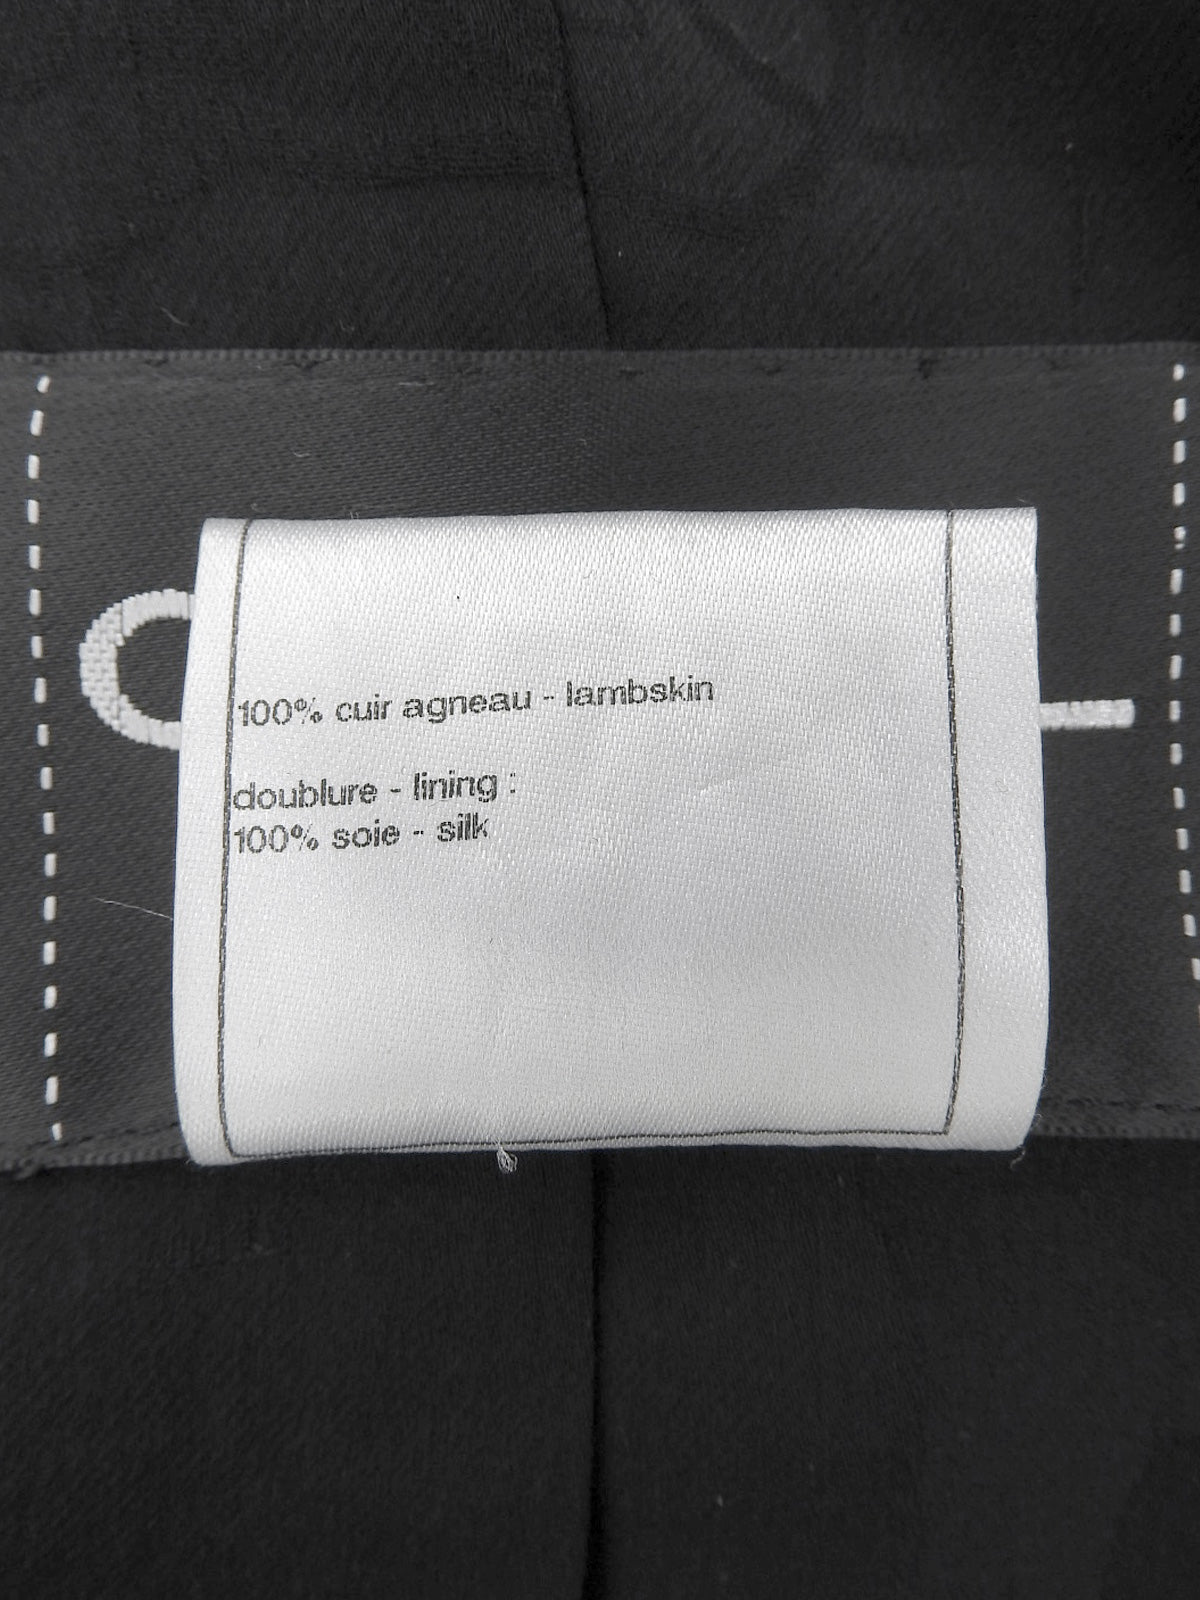 100% cuir agneau - lambskin
doublure - lining :
100% soie - silk